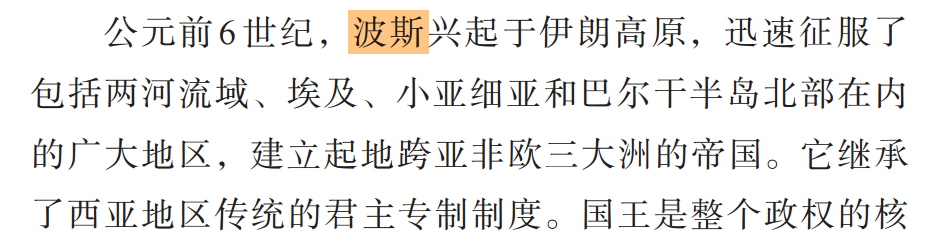 公元前6世纪，波斯兴起于伊朗高原，迅速征服了
包括两河流域、埃及、小亚细亚和巴尔干半岛北部在内
的广大地区，建立起地跨亚非欧三大洲的帝国。它继承
了西亚地区传统的君主专制制度。国王是整个政权的核